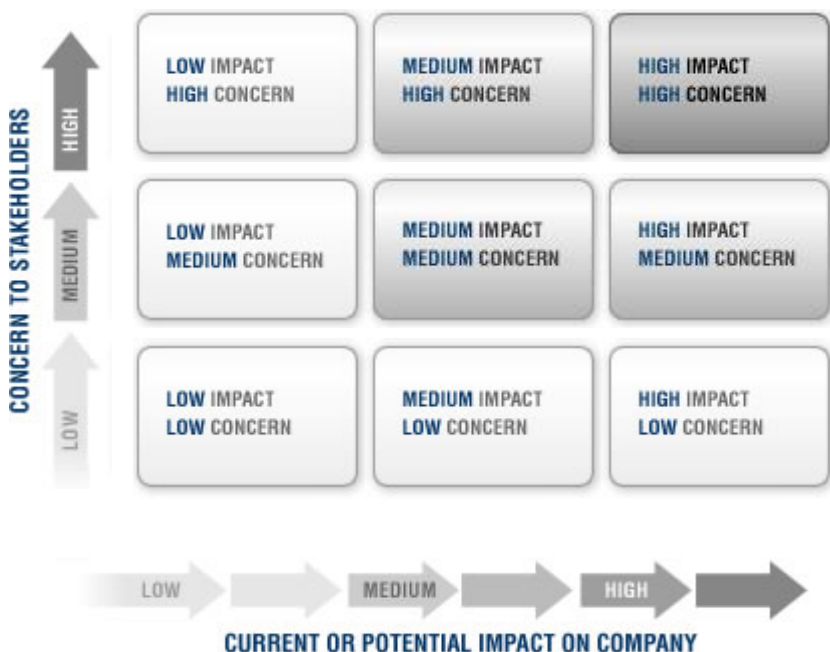 CONCERN TO STAKEHOLDERS
HIGH
LOW IMPACT
HIGH CONCERN
MEDIUM IMPACT
HIGH CONCERN
HIGH IMPACT
HIGH CONCERN
MEDIUM
LOW IMPACT
MEDIUM CONCERN
MEDIUM IMPACT
MEDIUM CONCERN
HIGH IMPACT
MEDIUM CONCERN
LOW
LOW IMPACT
LOW CONCERN
MEDIUM IMPACT
LOW CONCERN
HIGH IMPACT
LOW CONCERN
LOW
MEDIUM
HIGH
CURRENT OR POTENTIAL IMPACT ON COMPANY